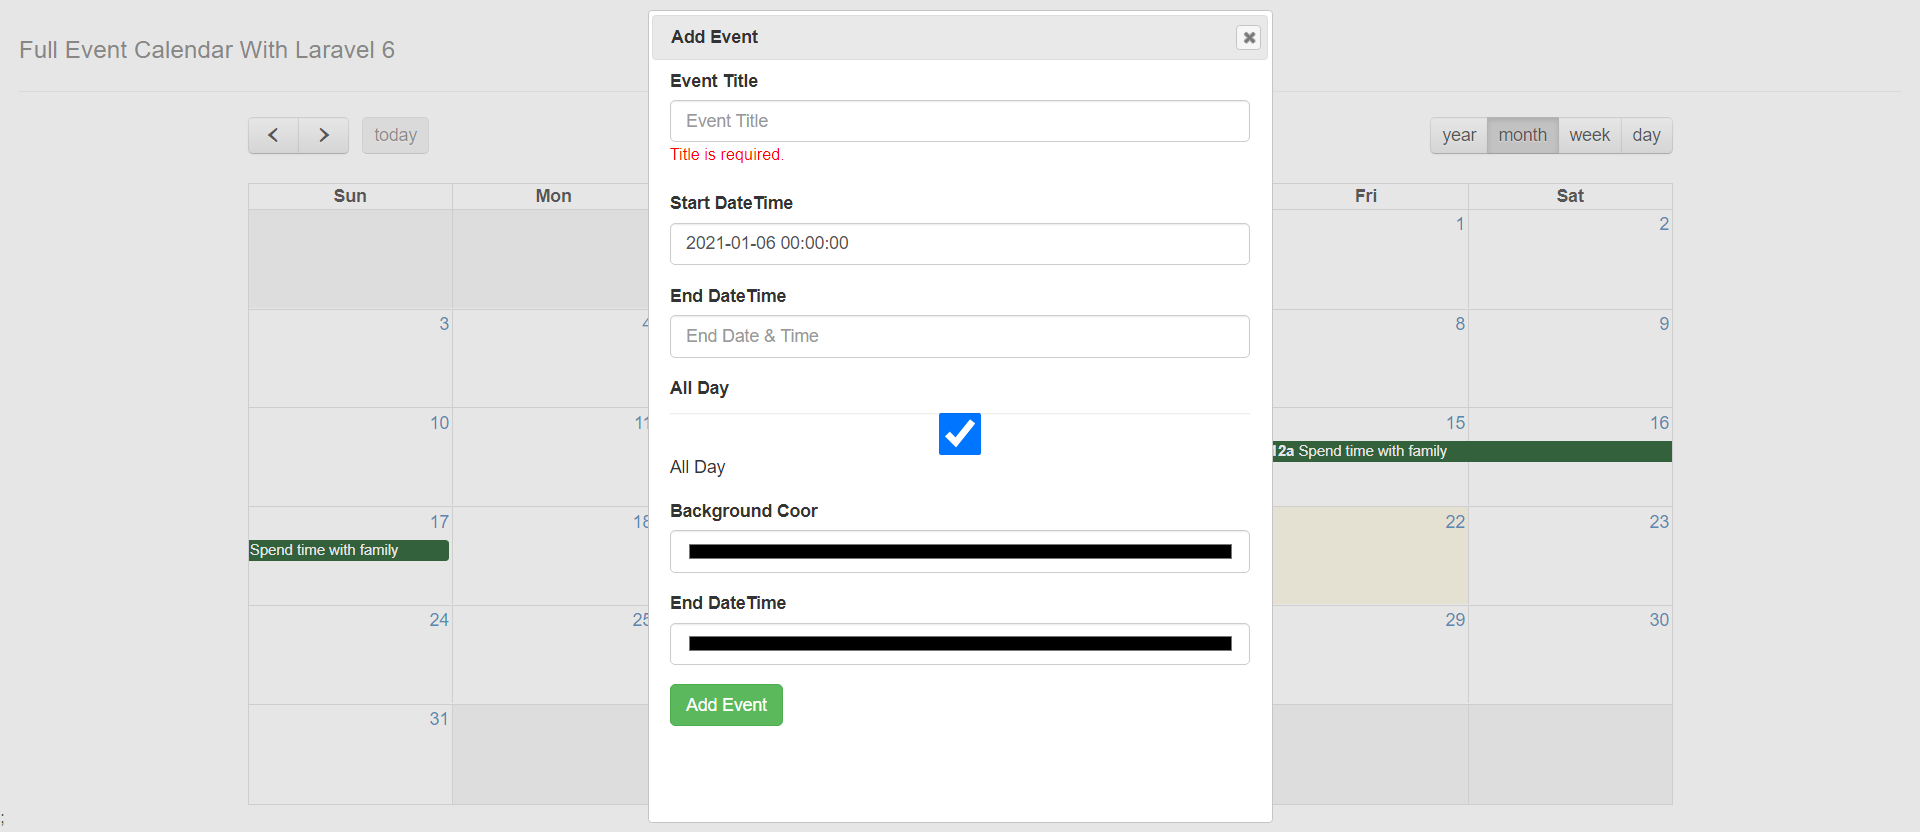 Full Event Calendar With Laravel 6
today
year month week day
Sun Mon Fri Sat
1 2
3 4 8 9
10 11 15 16
12a Spend time with family
17 18 22 23
Spend time with family
24 25 29 30
31
;
Add Event
Event Title
Event Title
Title is required.
Start DateTime
2021-01-06 00:00:00
End DateTime
End Date & Time
All Day
All Day
Background Coor
End DateTime
Add Event